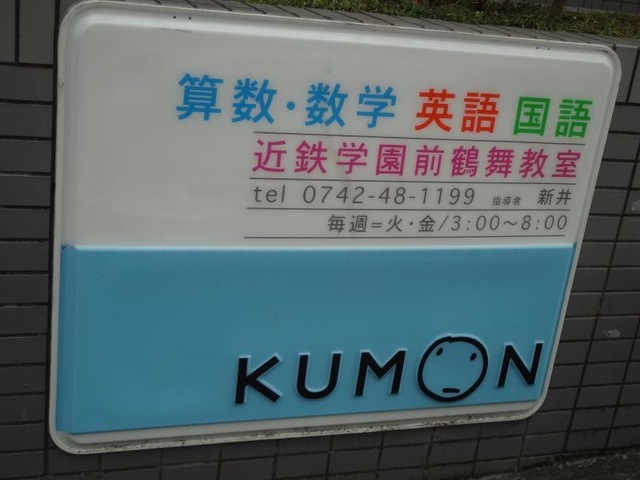 算数・数学 英語 国語
近鉄学園前鶴舞教室
tel 0742-48-1199 指導者 新井
毎週=火・金/3:00～8:00
KUMON